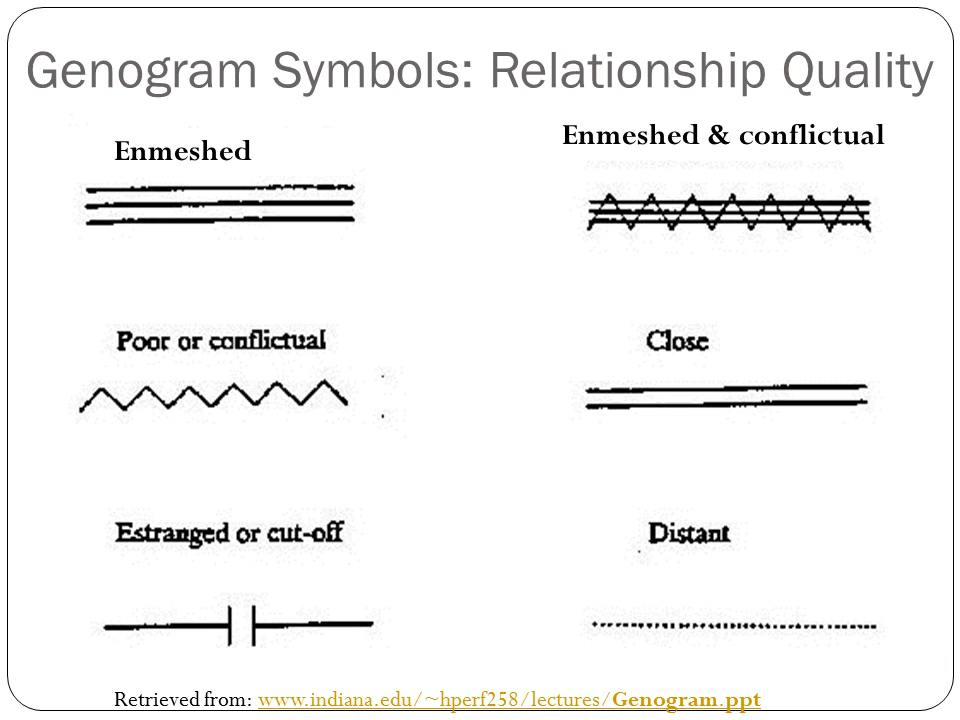 Genogram Symbols: Relationship Quality
Enmeshed
Enmeshed & conflictual
Poor or conflictual
Close
Estranged or cut-off
Distant
Retrieved from: www.indiana.edu/~hperf258/lectures/Genogram.ppt